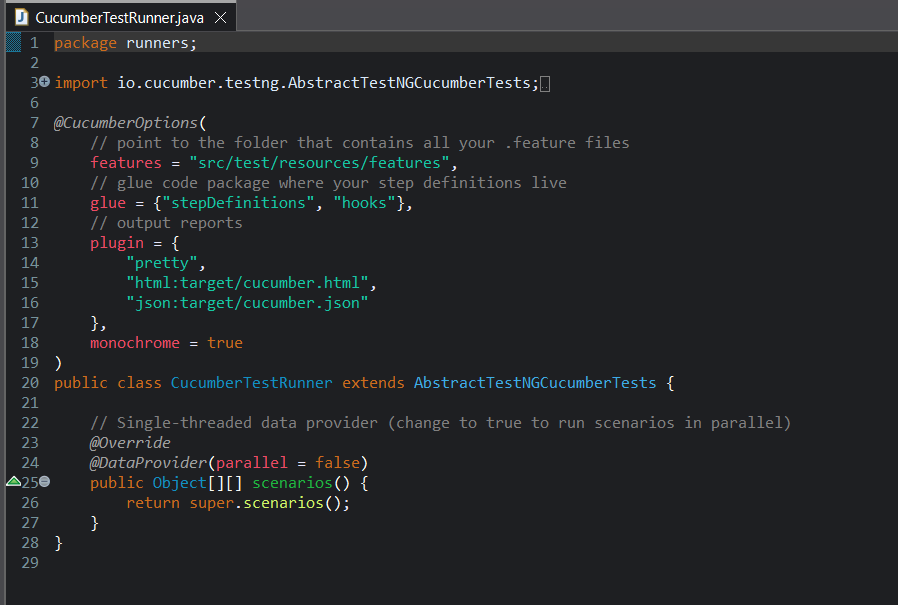 CucumberTestRunner.java
1 package runners;
2
3 import io.cucumber.testng.AbstractTestNGCucumberTests;
6
7 @CucumberOptions(
8 // point to the folder that contains all your .feature files
9 features = "src/test/resources/features",
10 // glue code package where your step definitions live
11 glue = {"stepDefinitions", "hooks"},
12 // output reports
13 plugin = {
14 "pretty",
15 "html:target/cucumber.html",
16 "json:target/cucumber.json"
17 },
18 monochrome = true
19 )
20 public class CucumberTestRunner extends AbstractTestNGCucumberTests {
21
22 // Single-threaded data provider (change to true to run scenarios in parallel)
23 @Override
24 @DataProvider(parallel = false)
25 public Object[][] scenarios() {
26 return super.scenarios();
27 }
28 }
29